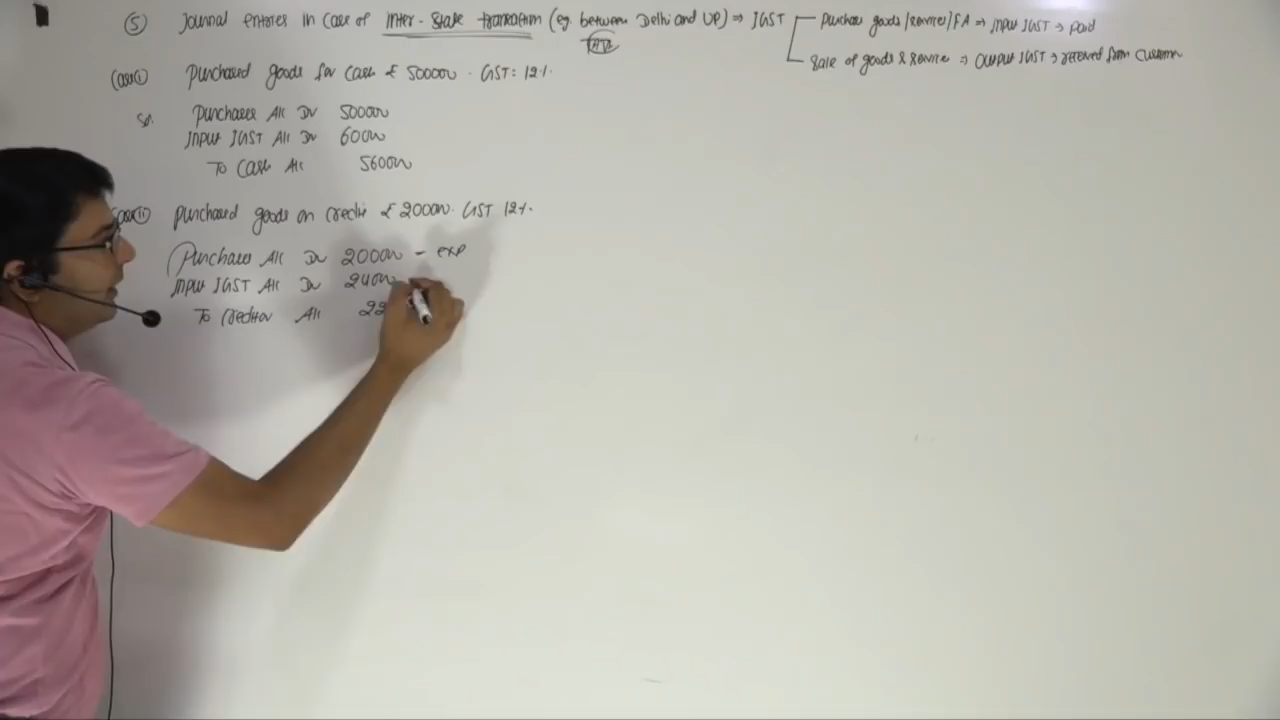 ⑤ Journal entries in case of inter-state transaction (eg. between Delhi and UP) ⇒ IGST
Purchase goods/service/FA ⇒ input IGST → paid
Sale of goods & service ⇒ output IGST → received from customer
Case(i) Purchased goods for cash ₹ 50000 . GST: 12%.
Purchases A/c Dr 50000
Input IGST A/c Dr 6000
To Cash A/c 56000
Case(ii) Purchased goods on credit ₹ 20000. GST 12%.
Purchases A/c Dr 20000 - exp
Input IGST A/c Dr 2400
To Creditor A/c 22